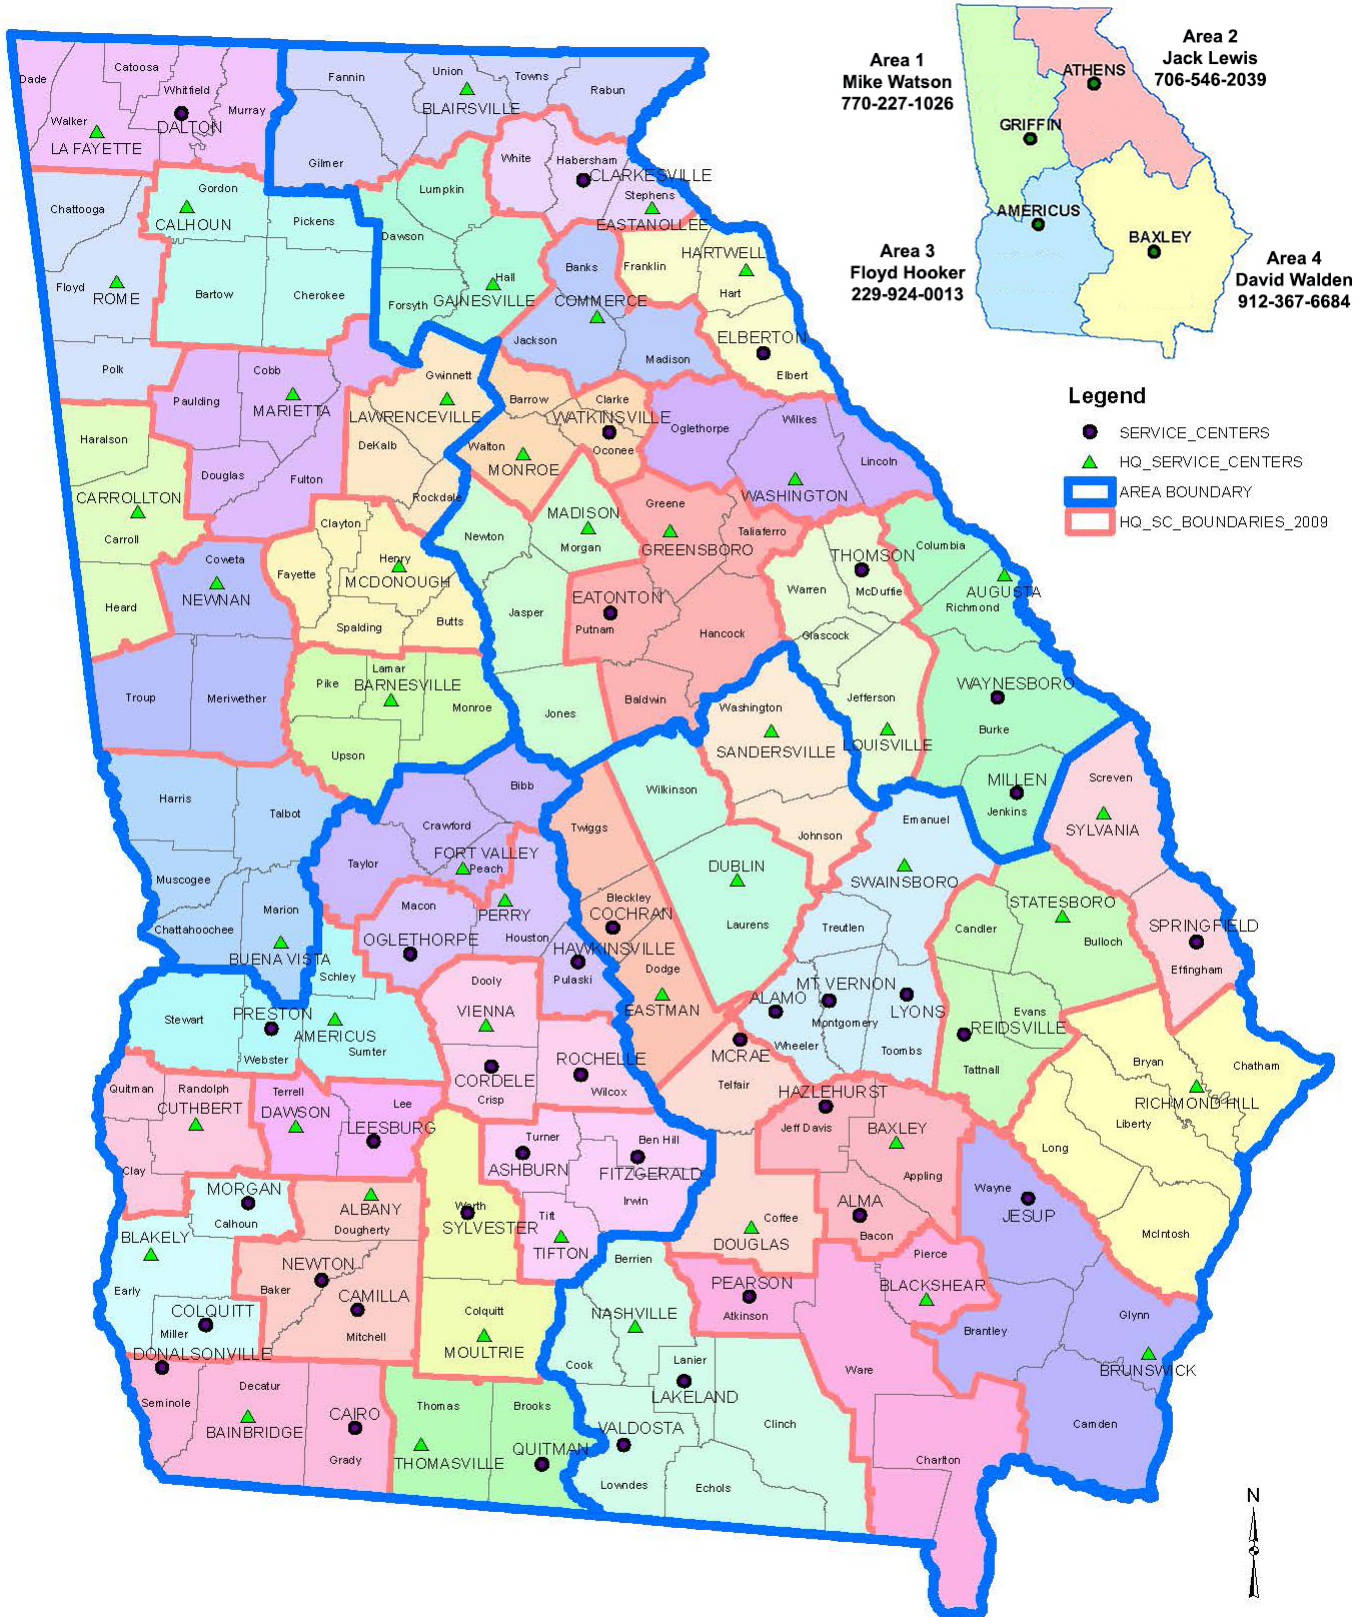 Area 1
Mike Watson
770-227-1026
Area 2
Jack Lewis
706-546-2039
Area 3
Floyd Hooker
229-924-0013
Area 4
David Walden
912-367-6684
ATHENS
GRIFFIN
AMERICUS
BAXLEY
Legend
SERVICE_CENTERS
HQ_SERVICE_CENTERS
AREA BOUNDARY
HQ_SC_BOUNDARIES_2009
N
Dade
Catoosa
Whitfield
Murray
DALTON
Walker
LA FAYETTE
Fannin
Union
Towns
Rabun
BLAIRSVILLE
Gilmer
White
Habersham
CLARKESVILLE
Stephens
EASTANOLLEE
Lumpkin
Chattooga
Gordon
CALHOUN
Pickens
Dawson
Floyd
ROME
Bartow
Cherokee
Forsyth
Hall
GAINESVILLE
Banks
COMMERCE
Franklin
HARTWELL
Hart
Jackson
Madison
ELBERTON
Elbert
Polk
Paulding
Cobb
MARIETTA
Gwinnett
LAWRENCEVILLE
Barrow
Clarke
WATKINSVILLE
Oconee
Oglethorpe
Wilkes
Lincoln
WASHINGTON
Haralson
CARROLLTON
Carroll
Douglas
Fulton
DeKalb
Rockdale
Walton
MONROE
Clayton
Henry
MCDONOUGH
Fayette
Spalding
Butts
Newton
MADISON
Morgan
Greene
GREENSBORO
Taliaferro
THOMSON
McDuffie
Warren
Columbia
AUGUSTA
Richmond
Coweta
NEWNAN
Heard
EATONTON
Putnam
Hancock
Glascock
Jasper
Troup
Meriwether
Pike
Lamar
BARNESVILLE
Monroe
Upson
Jones
Baldwin
Washington
SANDERSVILLE
Jefferson
LOUISVILLE
WAYNESBORO
Burke
MILLEN
Jenkins
Screven
SYLVANIA
Harris
Talbot
Bibb
Crawford
Taylor
FORT VALLEY
Peach
Twiggs
Wilkinson
Johnson
Emanuel
SWAINSBORO
Muscogee
Chattahoochee
Marion
BUENA VISTA
Macon
OGLETHORPE
PERRY
Houston
HAWKINSVILLE
Pulaski
Bleckley
COCHRAN
Dodge
EASTMAN
DUBLIN
Laurens
Treutlen
Candler
STATESBORO
Bulloch
SPRINGFIELD
Effingham
Schley
Stewart
PRESTON
Webster
AMERICUS
Sumter
Dooly
VIENNA
CORDELE
Crisp
ROCHELLE
Wilcox
MCRAE
Telfair
ALAMO
Wheeler
MT VERNON
Montgomery
LYONS
Toombs
REIDSVILLE
Evans
Tattnall
Bryan
Chatham
RICHMOND HILL
Liberty
Long
McIntosh
Quitman
Randolph
CUTHBERT
Clay
Terrell
DAWSON
Lee
LEESBURG
Turner
ASHBURN
Ben Hill
FITZGERALD
Irwin
HAZLEHURST
Jeff Davis
BAXLEY
Appling
Wayne
JESUP
MORGAN
Calhoun
BLAKELY
Early
ALBANY
Dougherty
Worth
SYLVESTER
Tift
TIFTON
Coffee
DOUGLAS
ALMA
Bacon
Pierce
BLACKSHEAR
NEWTON
Baker
CAMILLA
Mitchell
COLQUITT
Miller
DONALSONVILLE
Seminole
Decatur
BAINBRIDGE
CAIRO
Grady
Colquitt
MOULTRIE
Thomas
THOMASVILLE
Brooks
QUITMAN
Berrien
NASHVILLE
Cook
Lanier
LAKELAND
VALDOSTA
Lowndes
Echols
Clinch
PEARSON
Atkinson
Ware
Brantley
Glynn
BRUNSWICK
Camden
Charlton